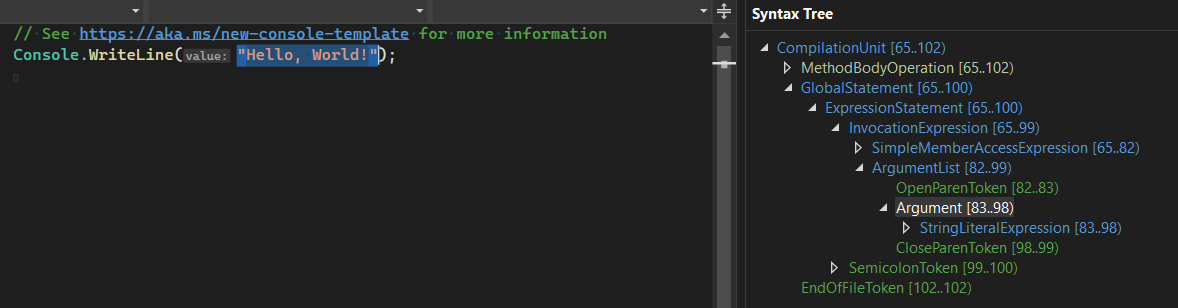 // See https://aka.ms/new-console-template for more information
Console.WriteLine(value: "Hello, World!");
Syntax Tree
CompilationUnit [65..102)
MethodBodyOperation [65..102)
GlobalStatement [65..100)
ExpressionStatement [65..100)
InvocationExpression [65..99)
SimpleMemberAccessExpression [65..82)
ArgumentList [82..99)
OpenParenToken [82..83)
Argument [83..98)
StringLiteralExpression [83..98)
CloseParenToken [98..99)
SemicolonToken [99..100)
EndOfFileToken [102..102)